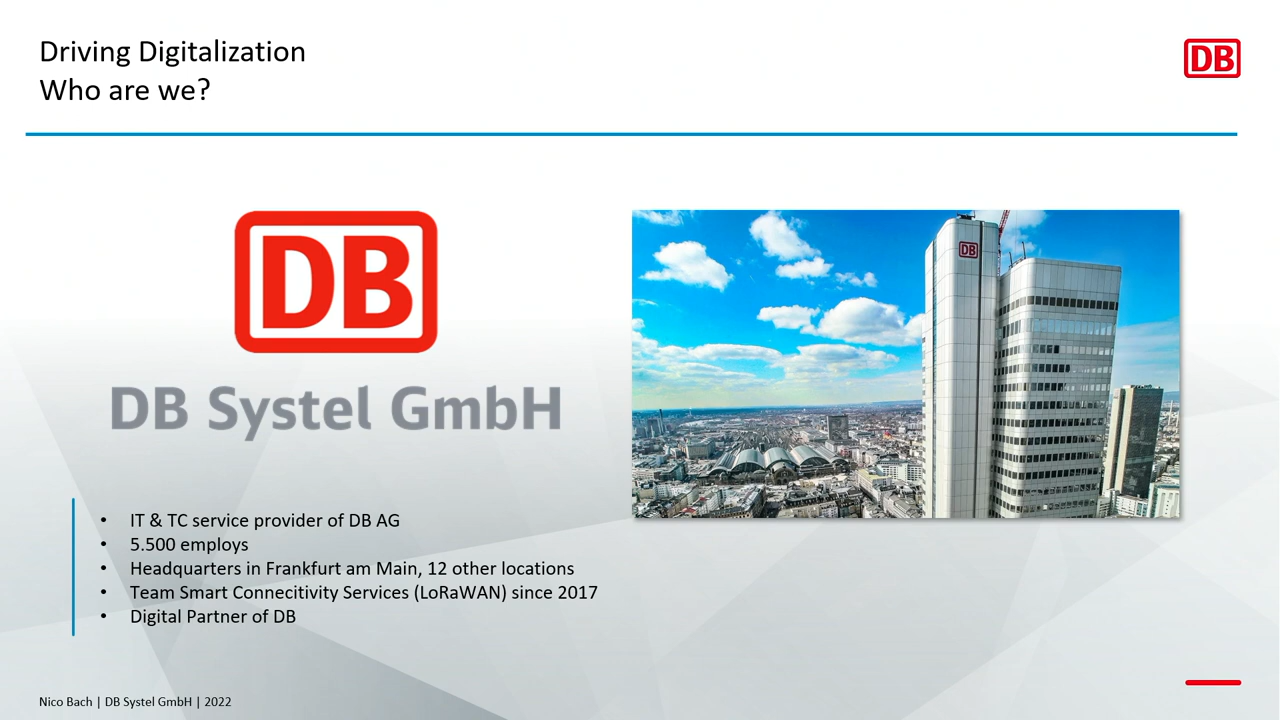 Driving Digitalization
Who are we?
DB
DB
DB Systel GmbH
DB
• IT & TC service provider of DB AG
• 5.500 employs
• Headquarters in Frankfurt am Main, 12 other locations
• Team Smart Connecitivity Services (LoRaWAN) since 2017
• Digital Partner of DB
Nico Bach | DB Systel GmbH | 2022